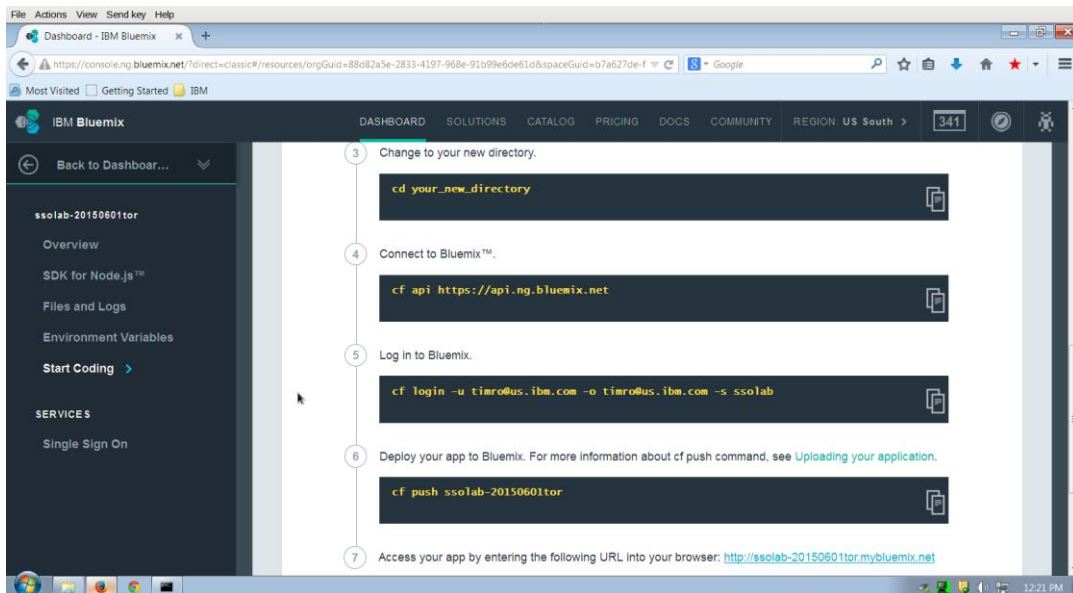 File Actions View Send key Help
Dashboard - IBM Bluemix × +
https://console.ng.bluemix.net/?direct=classic#/resources/orgGuid=88d82a5e-2833-4197-968e-91b99e6de61d&spaceGuid=b7a627de-f Google
Most Visited Getting Started IBM
IBM Bluemix DASHBOARD SOLUTIONS CATALOG PRICING DOCS COMMUNITY REGION: US South > 341
Back to Dashboar...
ssolab-20150601tor
Overview
SDK for Node.js™
Files and Logs
Environment Variables
Start Coding >
SERVICES
Single Sign On
3 Change to your new directory.
cd your_new_directory
4 Connect to Bluemix™.
cf api https://api.ng.bluemix.net
5 Log in to Bluemix.
cf login -u timro@us.ibm.com -o timro@us.ibm.com -s ssolab
6 Deploy your app to Bluemix. For more information about cf push command, see Uploading your application.
cf push ssolab-20150601tor
7 Access your app by entering the following URL into your browser: http://ssolab-20150601tor.mybluemix.net
12:21 PM